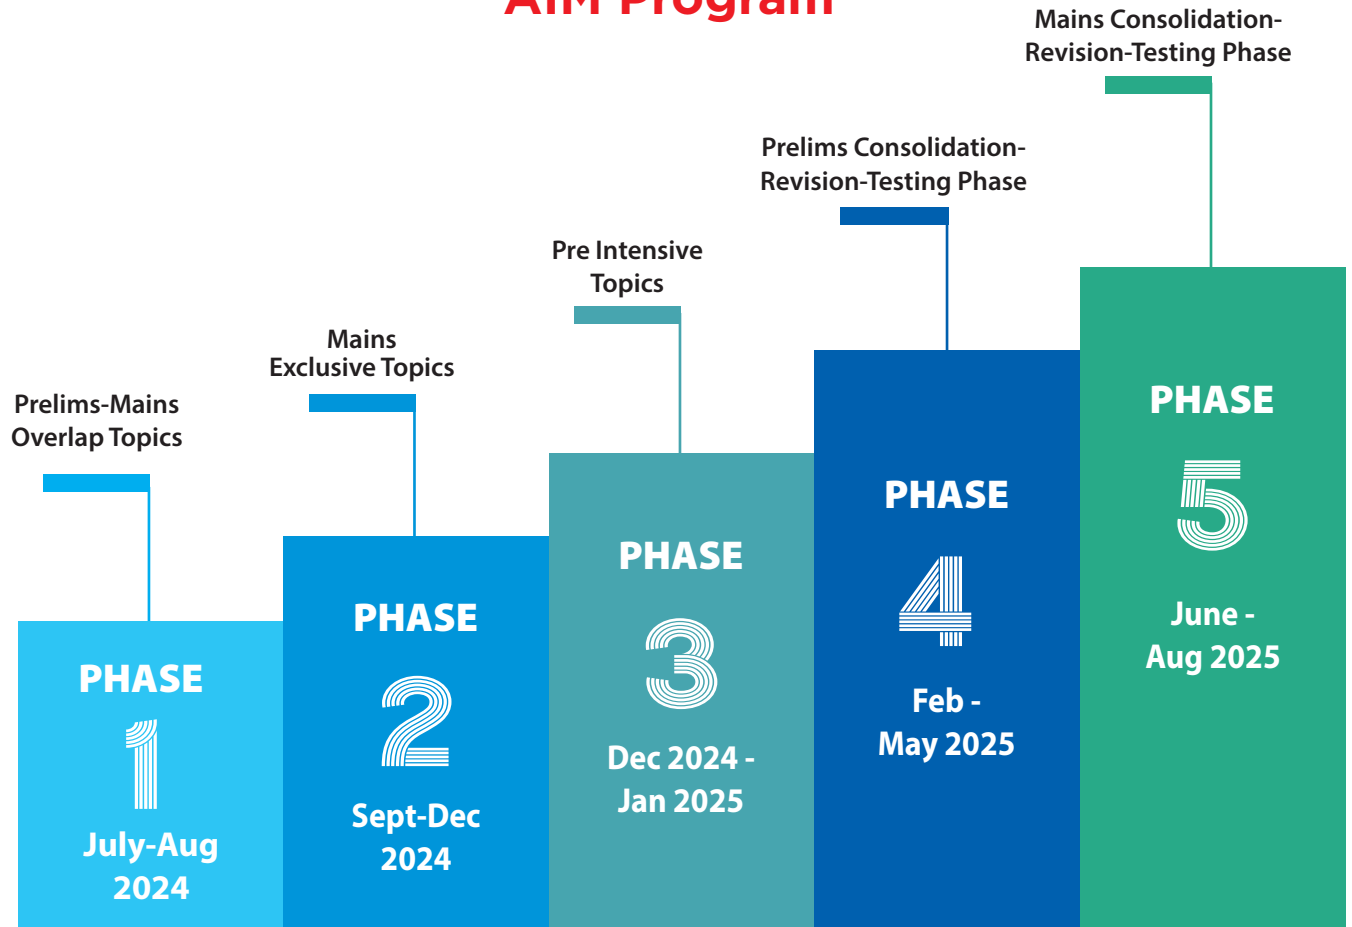 AIM Program
Prelims-Mains
Overlap Topics
PHASE
1
July-Aug
2024
Mains
Exclusive Topics
PHASE
2
Sept-Dec
2024
Pre Intensive
Topics
PHASE
3
Dec 2024 -
Jan 2025
Prelims Consolidation-
Revision-Testing Phase
PHASE
4
Feb -
May 2025
Mains Consolidation-
Revision-Testing Phase
PHASE
5
June -
Aug 2025